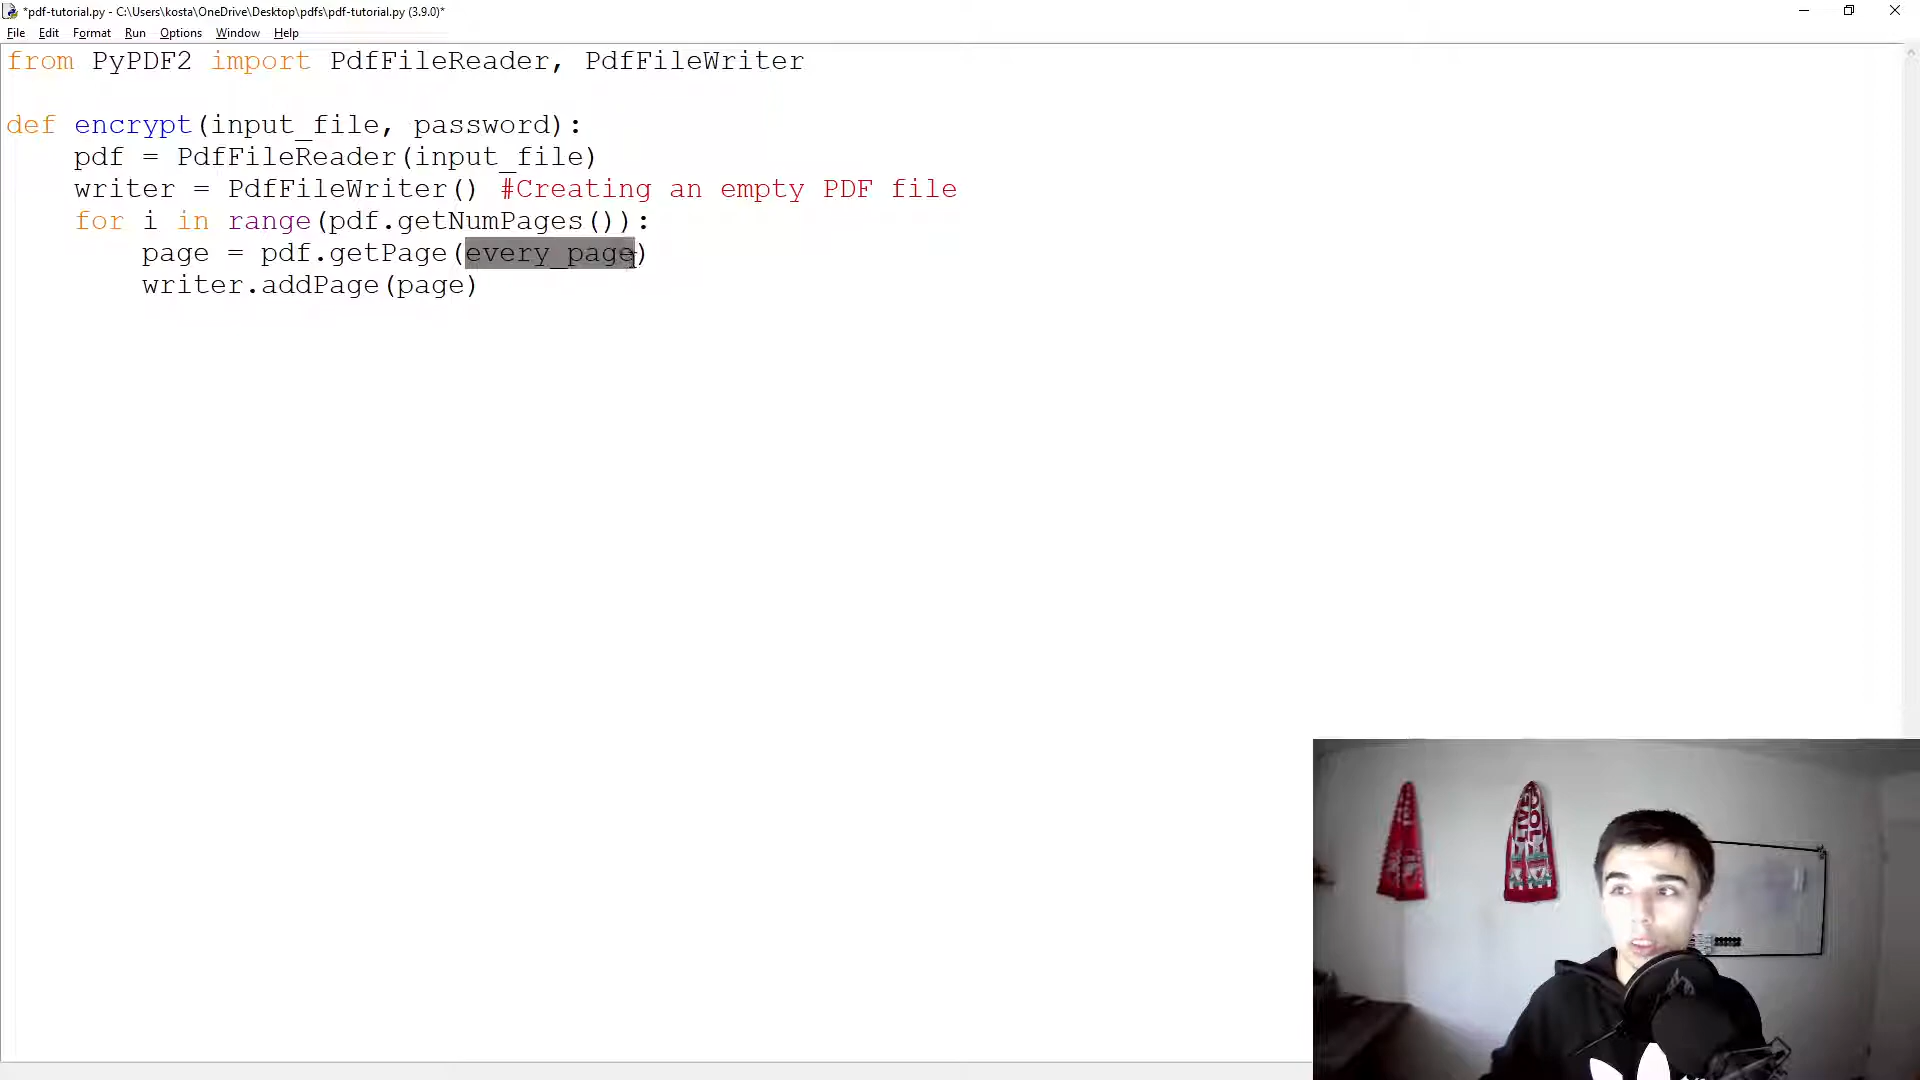 *pdf-tutorial.py - C:\Users\kosta\OneDrive\Desktop\pdfs\pdf-tutorial.py (3.9.0)*
File Edit Format Run Options Window Help
from PyPDF2 import PdfFileReader, PdfFileWriter
def encrypt(input_file, password):
    pdf = PdfFileReader(input_file)
    writer = PdfFileWriter() #Creating an empty PDF file
    for i in range(pdf.getNumPages()):
        page = pdf.getPage(every_page)
        writer.addPage(page)